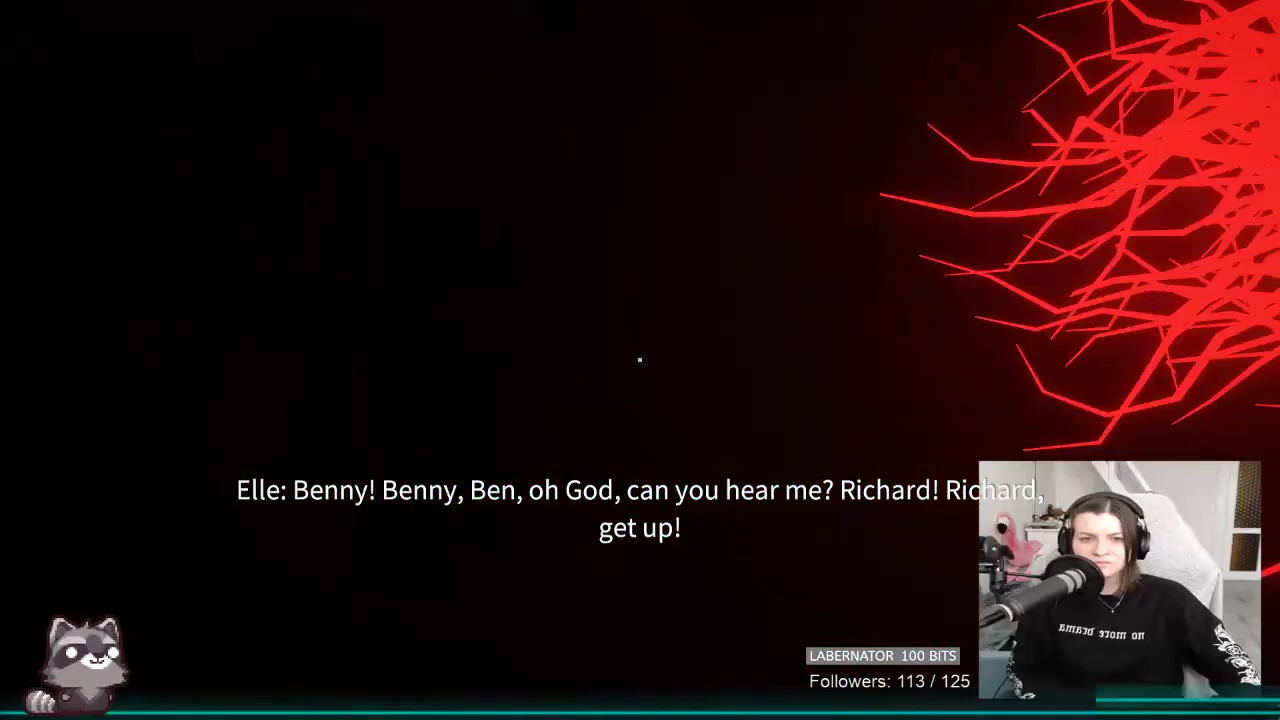 Elle: Benny! Benny, Ben, oh God, can you hear me? Richard! Richard,
get up!
no more drama
LABERNATOR 100 BITS
Followers: 113 / 125